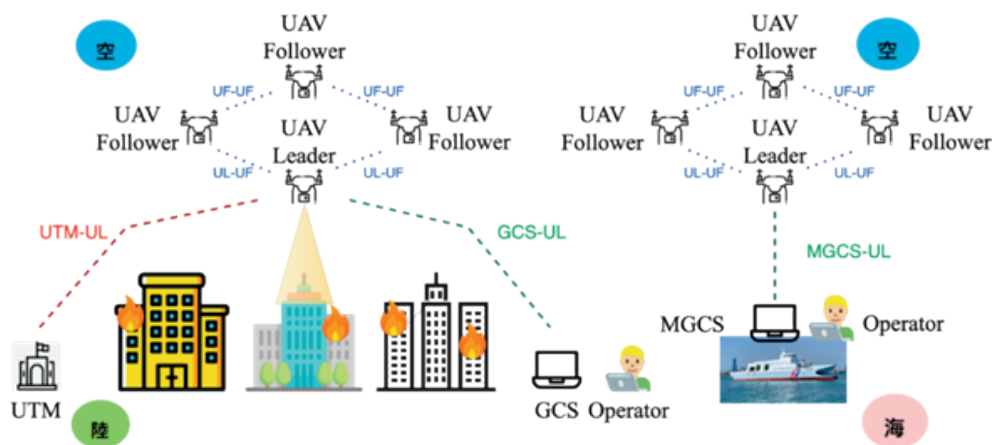 空
UAV
Follower
UF-UF
UF-UF
UAV
Follower
UAV
Leader
UAV
Follower
UL-UF
UL-UF
UTM-UL
GCS-UL
UTM
陸
GCS
Operator
空
UAV
Follower
UF-UF
UF-UF
UAV
Follower
UAV
Leader
UAV
Follower
UL-UF
UL-UF
MGCS-UL
MGCS
Operator
海